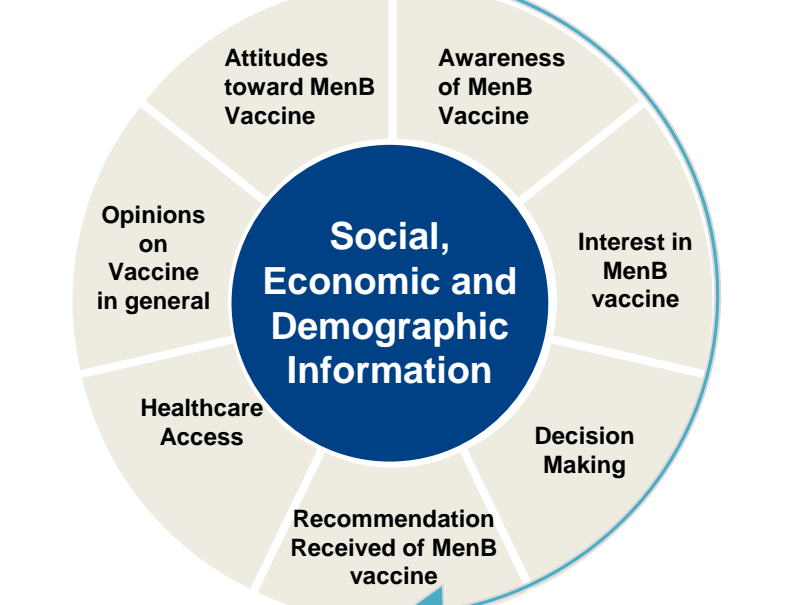 Attitudes
toward MenB
Vaccine
Awareness
of MenB
Vaccine
Opinions
on
Vaccine
in general
Social,
Economic and
Demographic
Information
Interest in
MenB
vaccine
Healthcare
Access
Decision
Making
Recommendation
Received of MenB
vaccine